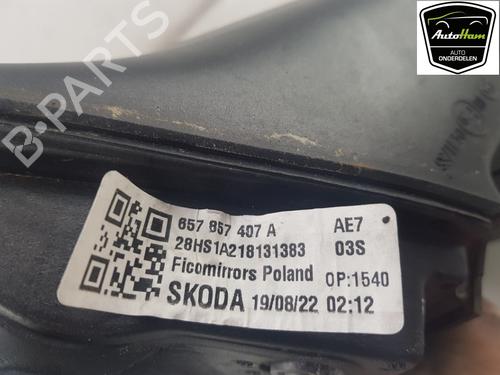 AutoHam
AUTO
ONDERDELEN
B-PARTS
657 857 407 A AE7
28HS1A218131383 03S
Ficomirrors Poland OP:1540
SKODA 19/08/22 02:12